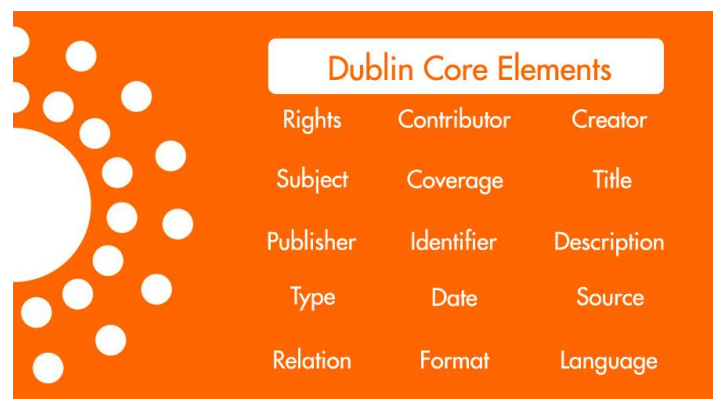 Dublin Core Elements
Rights Contributor Creator
Subject Coverage Title
Publisher Identifier Description
Type Date Source
Relation Format Language